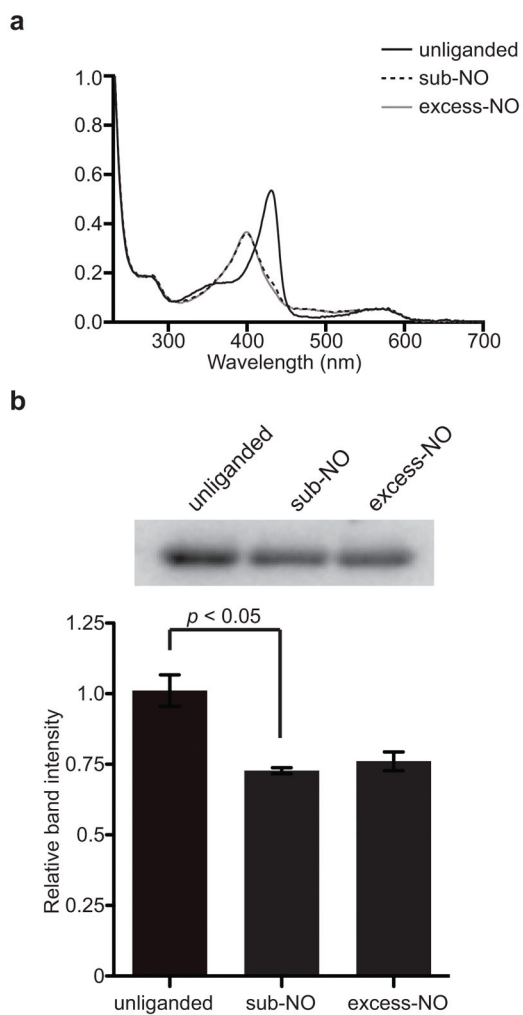 a
unliganded
sub-NO
excess-NO
1.0
0.8
0.6
0.4
0.2
0.0
300 400 500 600 700
Wavelength (nm)
b
unliganded sub-NO excess-NO
p < 0.05
1.25
1.0
0.75
0.5
0.25
0
Relative band intensity
unliganded sub-NO excess-NO